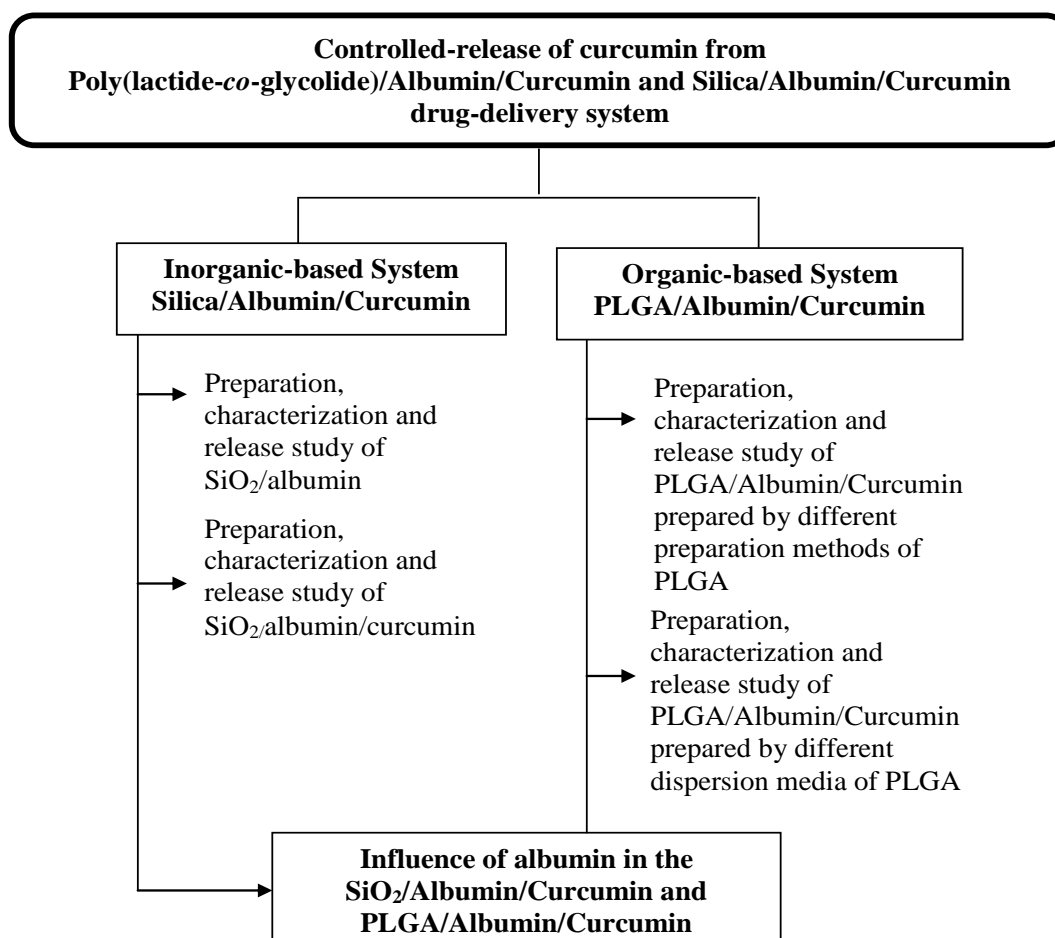 Controlled-release of curcumin from
Poly(lactide-co-glycolide)/Albumin/Curcumin and Silica/Albumin/Curcumin
drug-delivery system
Inorganic-based System
Silica/Albumin/Curcumin
Preparation,
characterization and
release study of
SiO₂/albumin
Preparation,
characterization and
release study of
SiO₂/albumin/curcumin
Organic-based System
PLGA/Albumin/Curcumin
Preparation,
characterization and
release study of
PLGA/Albumin/Curcumin
prepared by different
preparation methods of
PLGA
Preparation,
characterization and
release study of
PLGA/Albumin/Curcumin
prepared by different
dispersion media of PLGA
Influence of albumin in the
SiO₂/Albumin/Curcumin and
PLGA/Albumin/Curcumin